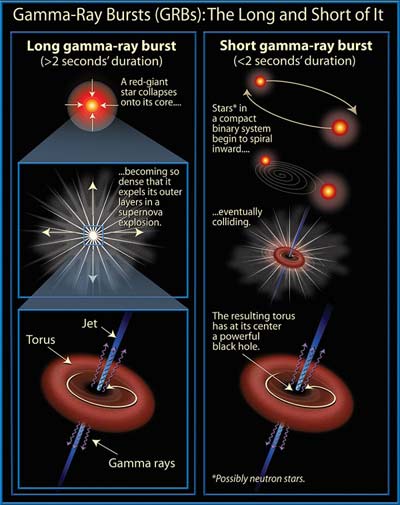 Gamma-Ray Bursts (GRBs): The Long and Short of It
Long gamma-ray burst
(>2 seconds’ duration)
A red-giant
star collapses
onto its core....
...becoming so
dense that it
expels its outer
layers in a
supernova
explosion.
Jet
Torus
Gamma rays
Short gamma-ray burst
(<2 seconds’ duration)
Stars* in
a compact
binary system
begin to spiral
inward....
...eventually
colliding.
The resulting torus
has at its center
a powerful
black hole.
*Possibly neutron stars.